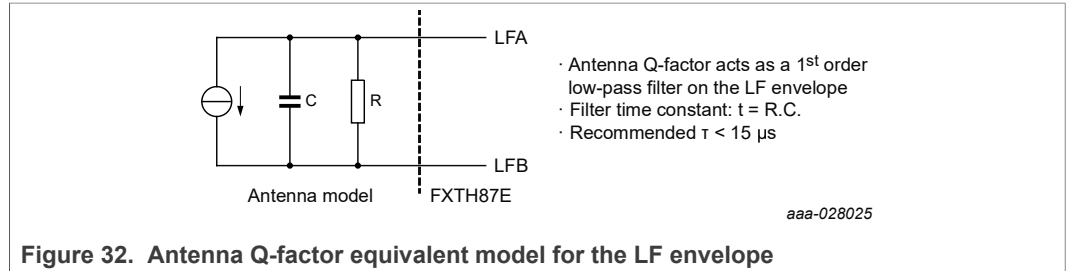 LFA
C
R
LFB
Antenna model
FXTH87E
· Antenna Q-factor acts as a 1st order
low-pass filter on the LF envelope
· Filter time constant: t = R.C.
· Recommended τ < 15 µs
aaa-028025
Figure 32. Antenna Q-factor equivalent model for the LF envelope